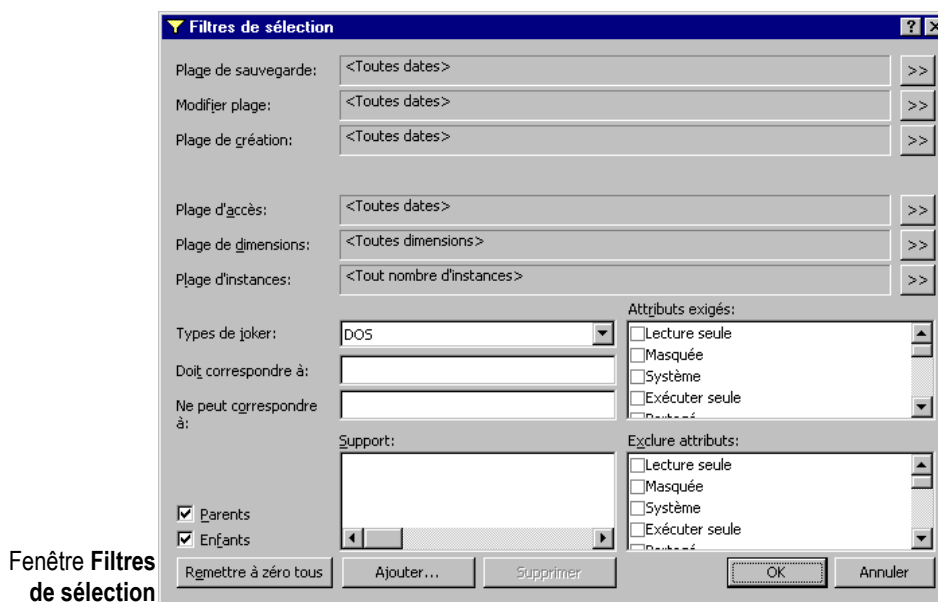 Filtres de sélection
Plage de sauvegarde: <Toutes dates> >>
Modifier plage: <Toutes dates> >>
Plage de création: <Toutes dates> >>
Plage d'accès: <Toutes dates> >>
Plage de dimensions: <Toutes dimensions> >>
Plage d'instances: <Tout nombre d'instances> >>
Types de joker: DOS
Doit correspondre à:
Ne peut correspondre
à:
Attributs exigés:
Lecture seule
Masquée
Système
Exécuter seule
Support:
Exclure attributs:
Lecture seule
Masquée
Système
Exécuter seule
Parents
Enfants
Remettre à zéro tous Ajouter... Supprimer OK Annuler
Fenêtre Filtres
de sélection